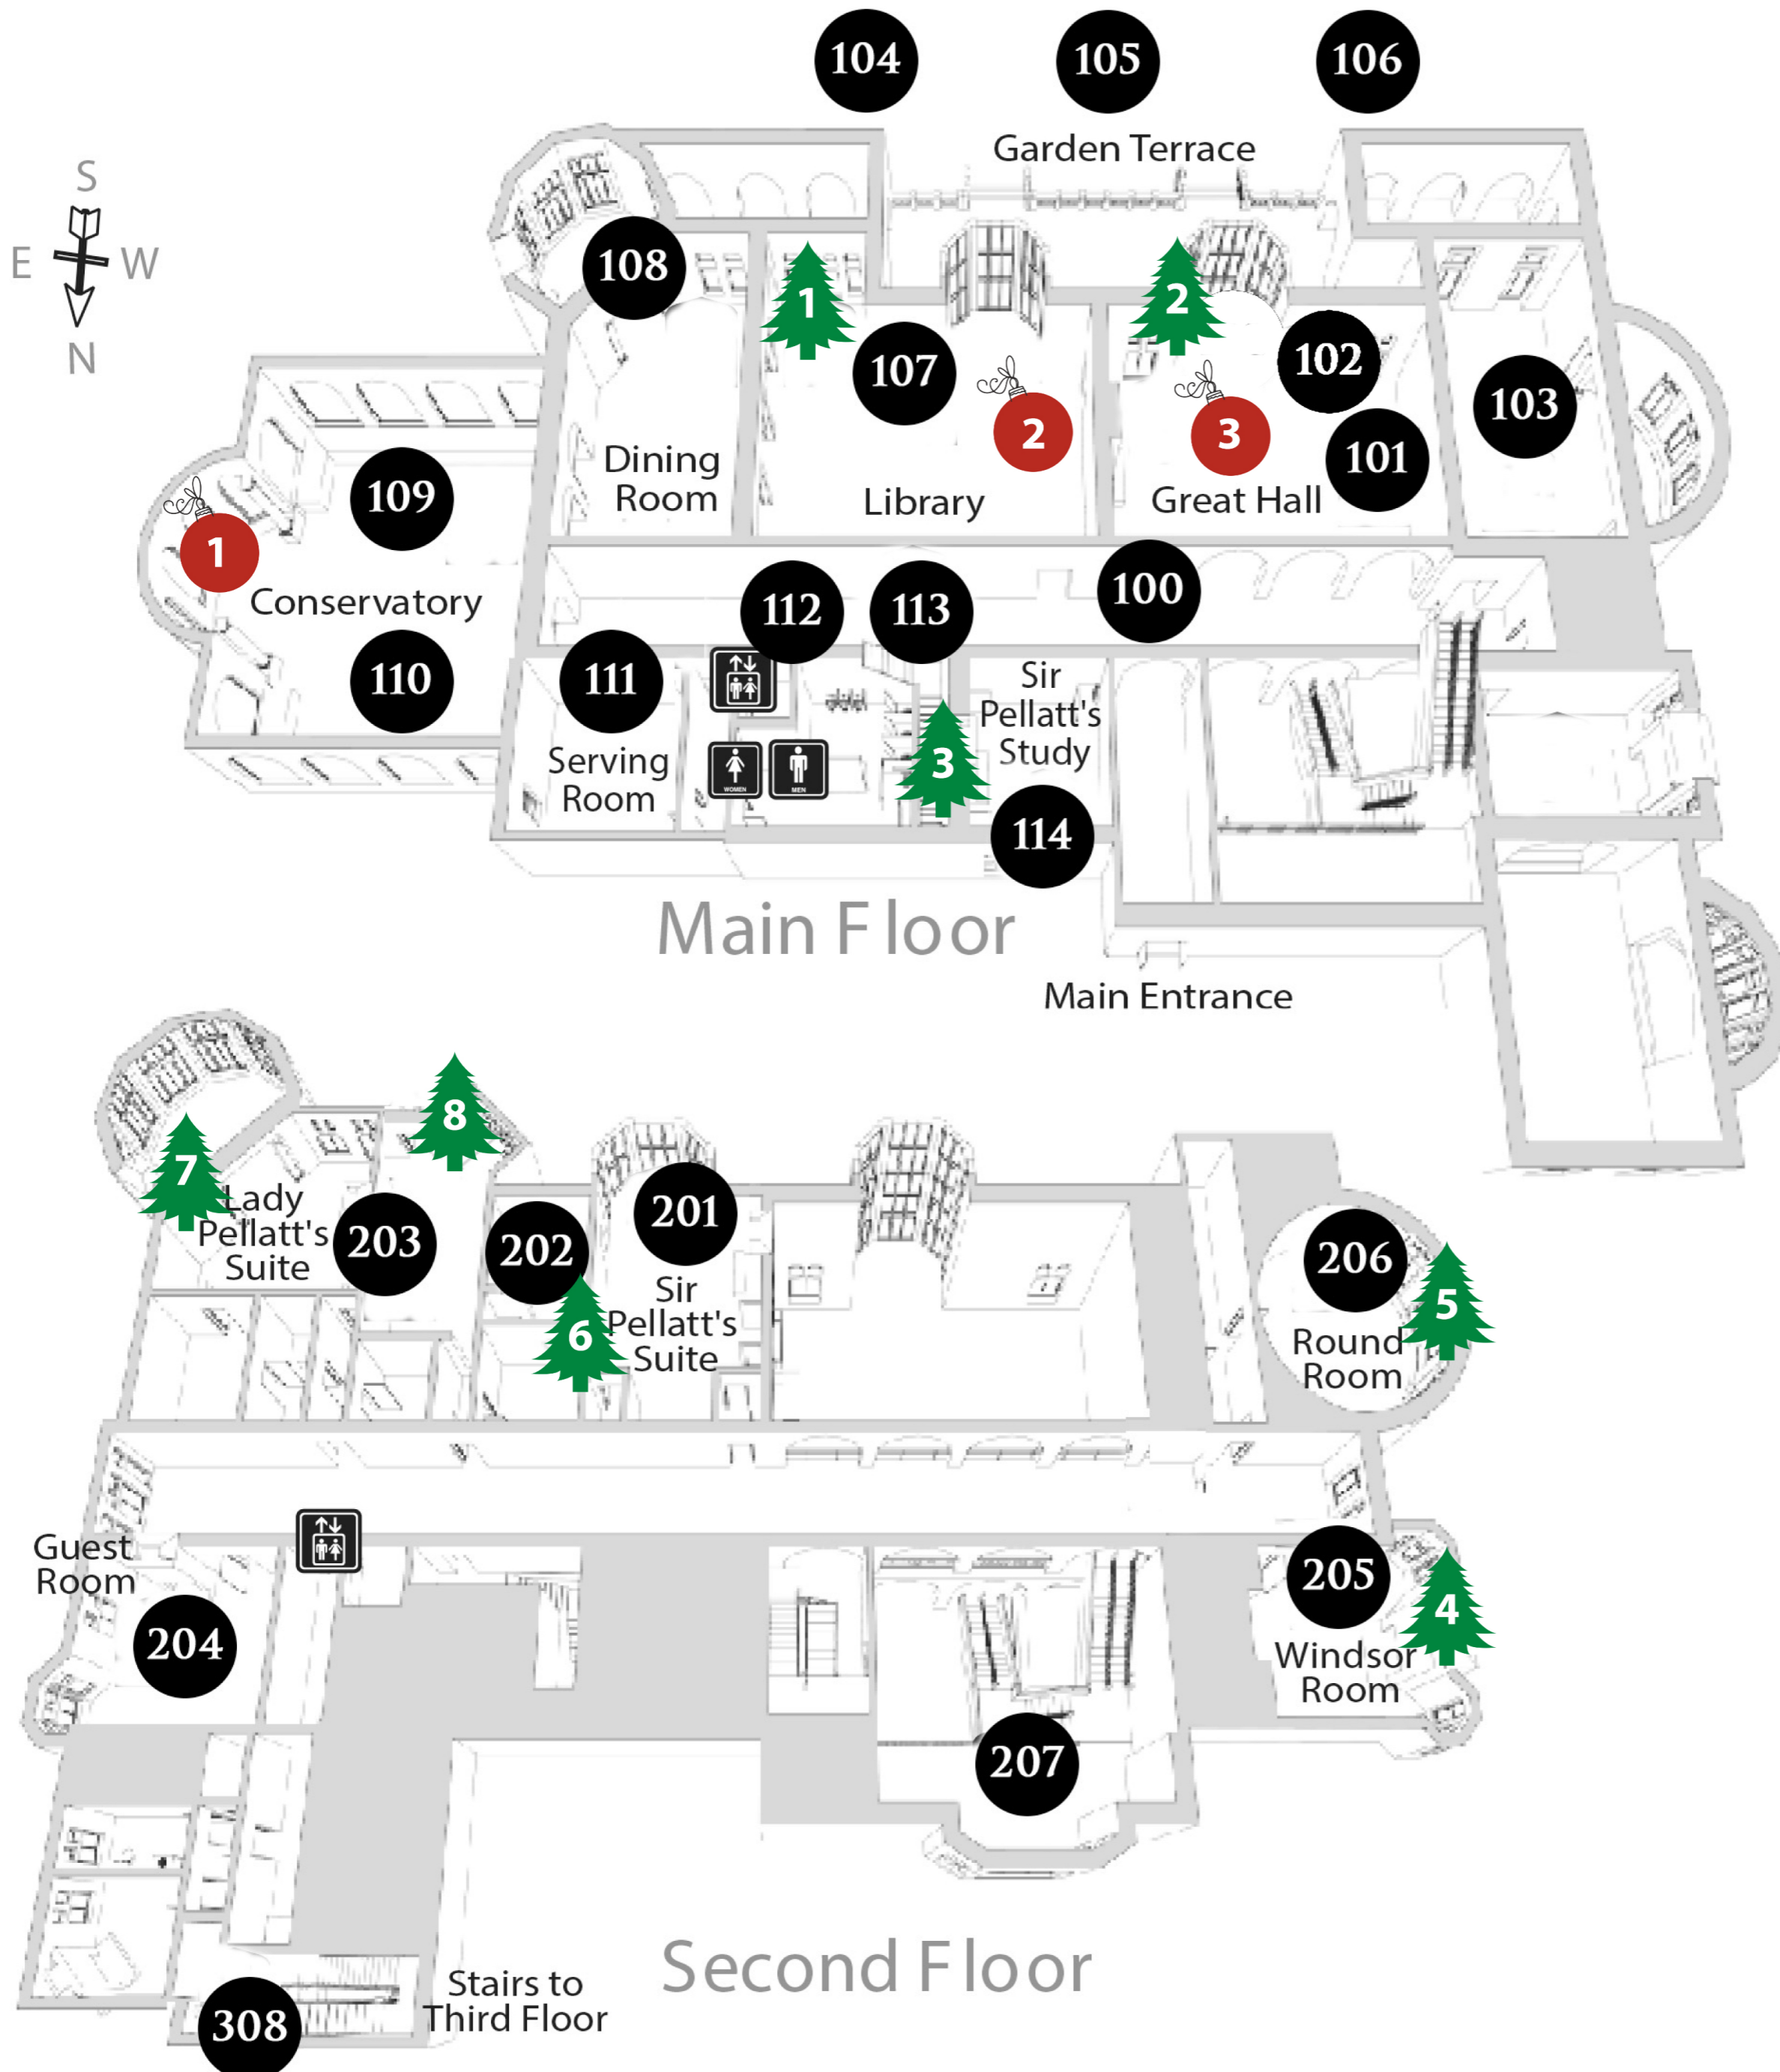 104
105
106
Garden Terrace
S
E
W
N
108
1
2
107
102
103
2
3
101
Dining
Room
Library
Great Hall
109
1
Conservatory
110
112
113
100
111
Serving
Room
WOMEN
MEN
3
Sir
Pellatt's
Study
114
Main Floor
Main Entrance
7
8
Lady
Pellatt's
Suite
203
202
201
6
Sir
Pellatt's
Suite
206
5
Round
Room
Guest
Room
204
205
4
Windsor
Room
207
Second Floor
308
Stairs to
Third Floor